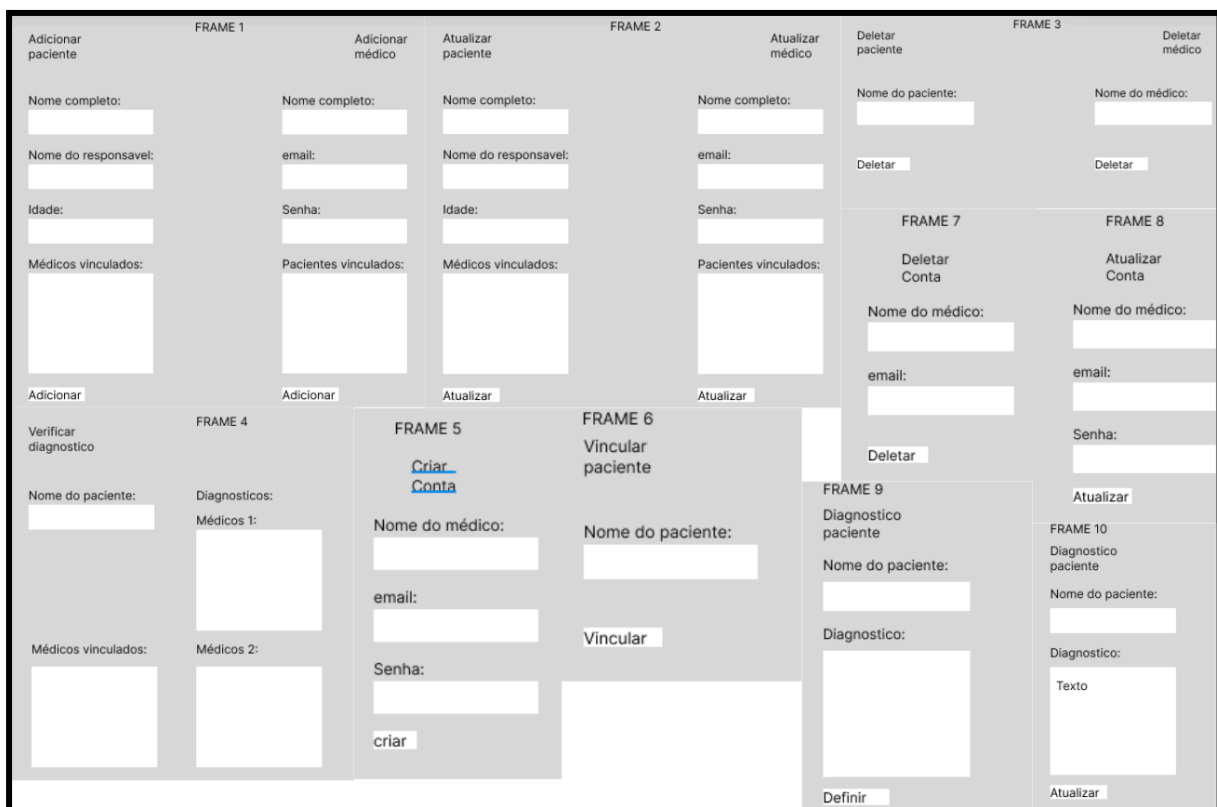 FRAME 1
Adicionar
paciente
Adicionar
médico
Nome completo:
Nome completo:
Nome do responsavel:
email:
Idade:
Senha:
Médicos vinculados:
Pacientes vinculados:
Adicionar
Adicionar
FRAME 2
Atualizar
paciente
Atualizar
médico
Nome completo:
Nome completo:
Nome do responsavel:
email:
Idade:
Senha:
Médicos vinculados:
Pacientes vinculados:
Atualizar
Atualizar
FRAME 3
Deletar
paciente
Deletar
médico
Nome do paciente:
Nome do médico:
Deletar
Deletar
FRAME 4
Verificar
diagnostico
Nome do paciente:
Diagnosticos:
Médicos 1:
Médicos vinculados:
Médicos 2:
FRAME 5
Criar
Conta
Nome do médico:
email:
Senha:
criar
FRAME 6
Vincular
paciente
Nome do paciente:
Vincular
FRAME 7
Deletar
Conta
Nome do médico:
email:
Deletar
FRAME 8
Atualizar
Conta
Nome do médico:
email:
Senha:
Atualizar
FRAME 9
Diagnostico
paciente
Nome do paciente:
Diagnostico:
Definir
FRAME 10
Diagnostico
paciente
Nome do paciente:
Diagnostico:
Texto
Atualizar